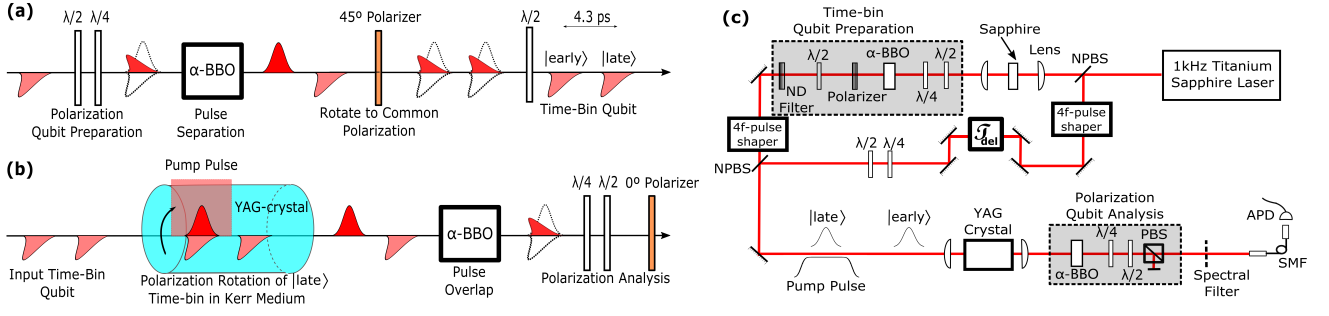 (a)
λ/2 λ/4
45º Polarizer
λ/2
4.3 ps
|early⟩ |late⟩
α-BBO
Polarization
Qubit Preparation
Pulse
Separation
Rotate to Common
Polarization
Time-Bin Qubit
(b)
Pump Pulse
YAG-crystal
λ/4 λ/2 0º Polarizer
α-BBO
Input Time-Bin
Qubit
Polarization Rotation of |late⟩
Time-bin in Kerr Medium
Pulse
Overlap
Polarization Analysis
(c)
Time-bin
Qubit Preparation
Sapphire
Lens
NPBS
1kHz Titanium
Sapphire Laser
λ/2
α-BBO
λ/2
ND
Filter
Polarizer
λ/4
4f-pulse
shaper
4f-pulse
shaper
𝒯del
λ/2 λ/4
NPBS
|late⟩
|early⟩
Pump Pulse
YAG
Crystal
Polarization
Qubit Analysis
λ/4
PBS
α-BBO
λ/2
Spectral
Filter
APD
SMF